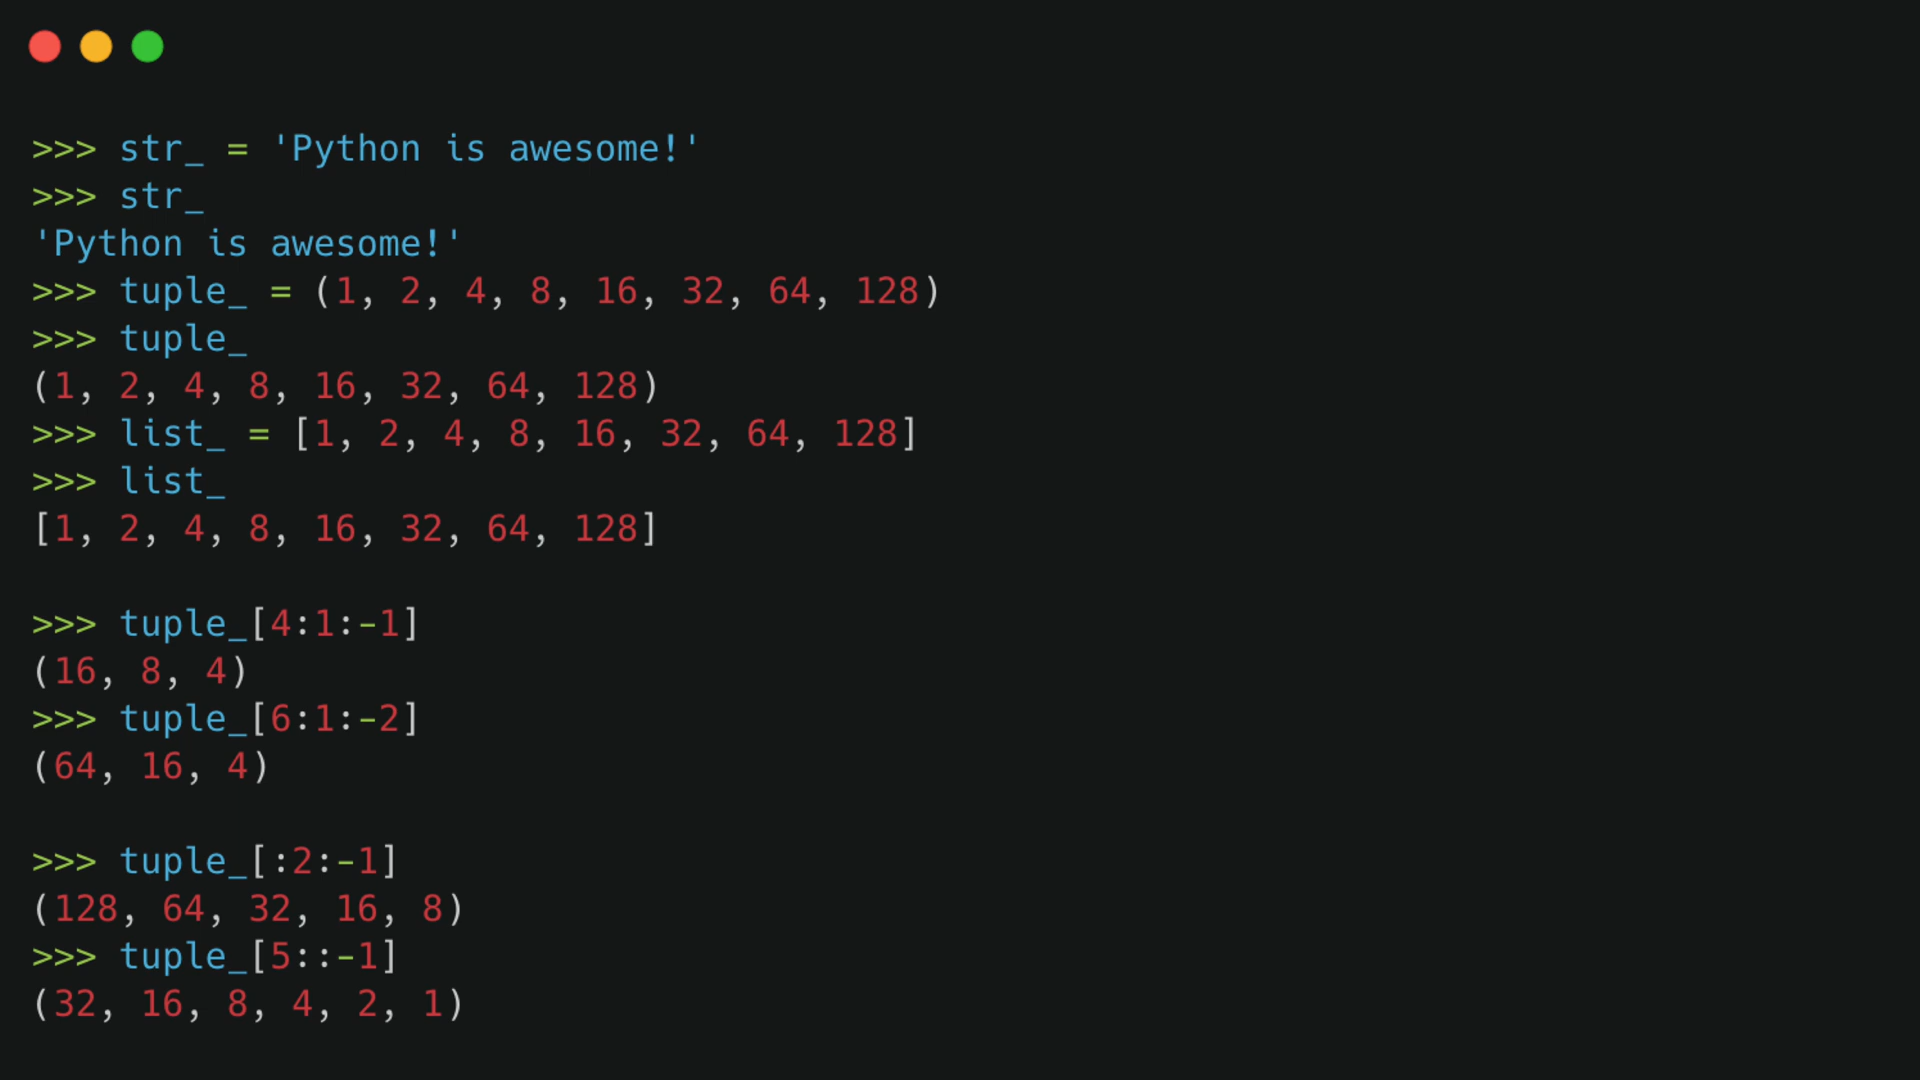 >>> str_ = 'Python is awesome!'
>>> str_
'Python is awesome!'
>>> tuple_ = (1, 2, 4, 8, 16, 32, 64, 128)
>>> tuple_
(1, 2, 4, 8, 16, 32, 64, 128)
>>> list_ = [1, 2, 4, 8, 16, 32, 64, 128]
>>> list_
[1, 2, 4, 8, 16, 32, 64, 128]
>>> tuple_[4:1:-1]
(16, 8, 4)
>>> tuple_[6:1:-2]
(64, 16, 4)
>>> tuple_[:2:-1]
(128, 64, 32, 16, 8)
>>> tuple_[5::-1]
(32, 16, 8, 4, 2, 1)